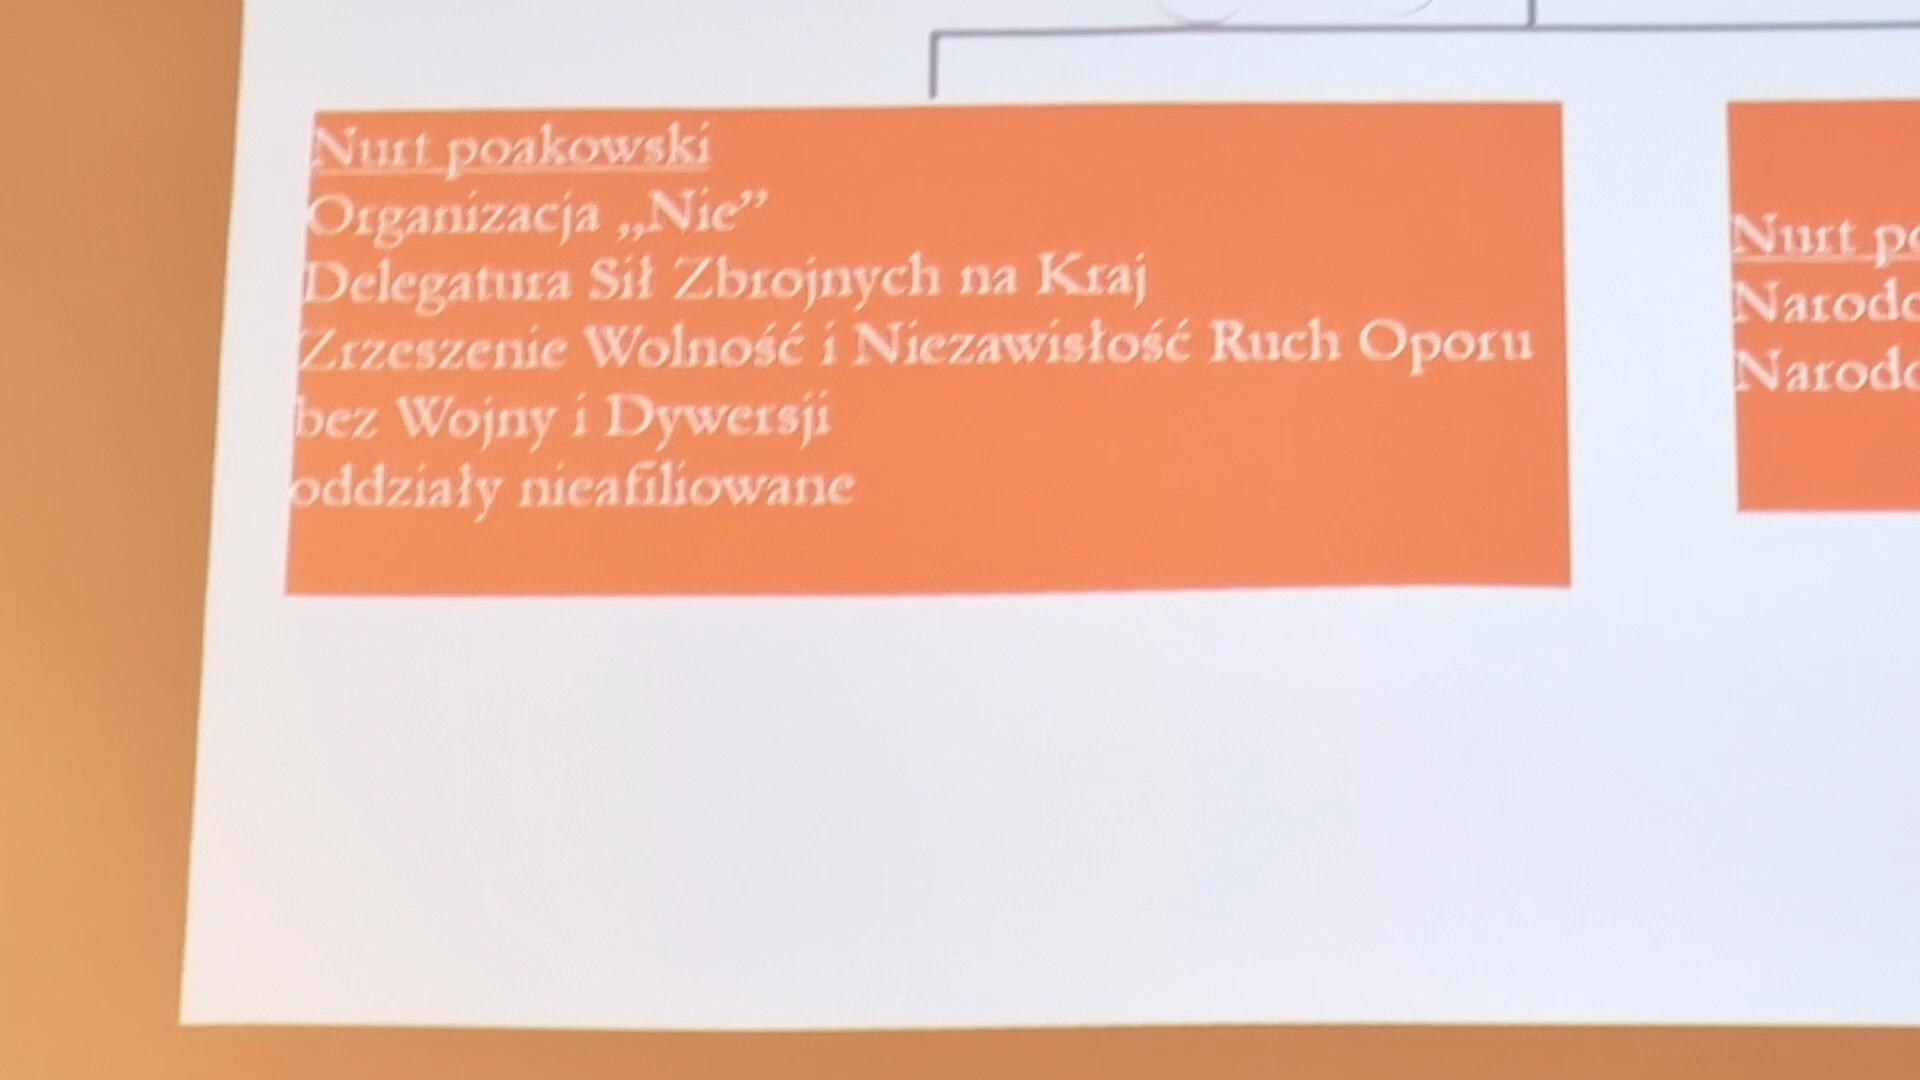 Nurt poakowski
Organizacja „Nie”
Delegatura Sił Zbrojnych na Kraj
Zrzeszenie Wolność i Niezawisłość Ruch Oporu
bez Wojny i Dywersji
oddziały nieafiliowane
Nurt